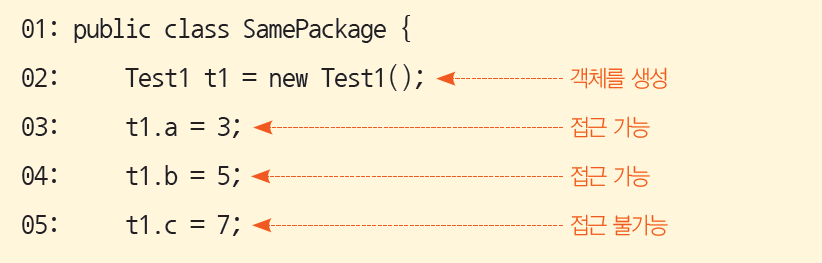 01: public class SamePackage {
02: Test1 t1 = new Test1(); 객체를 생성
03: t1.a = 3; 접근 가능
04: t1.b = 5; 접근 가능
05: t1.c = 7; 접근 불가능